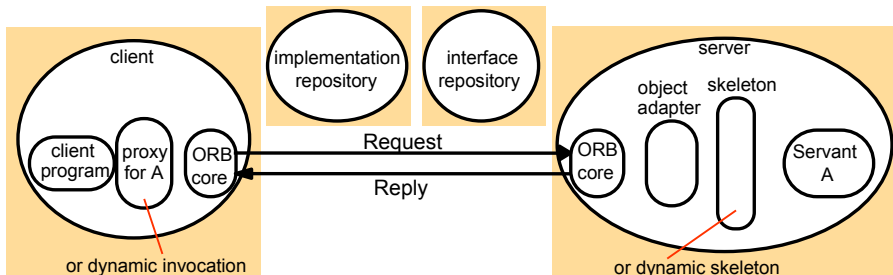 client
implementation
repository
interface
repository
server
object
adapter
skeleton
client
program
proxy
for A
ORB
core
Request
Reply
ORB
core
Servant
A
or dynamic invocation
or dynamic skeleton